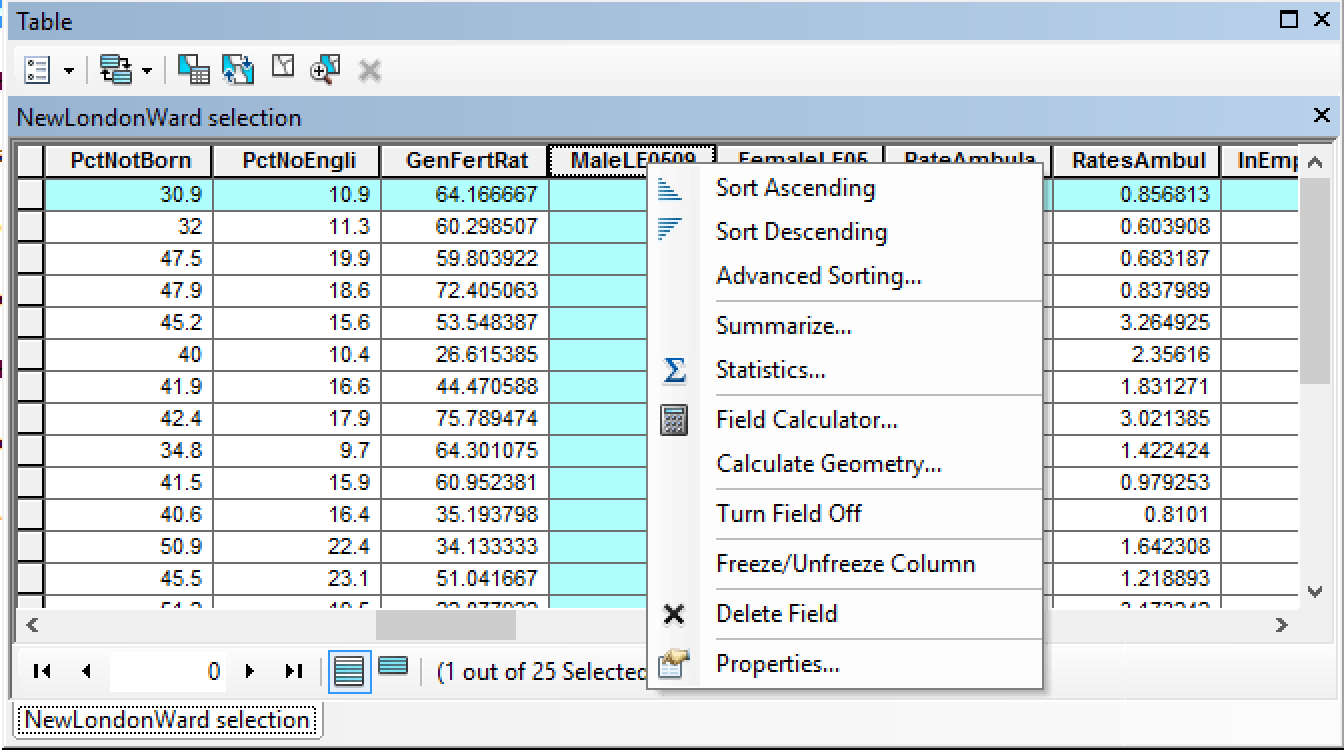 Table
NewLondonWard selection
PctNotBorn PctNoEngli GenFertRat MaleLE0509 FemaleLE05 RateAmbula RatesAmbul InEmp
30.9 10.9 64.166667 0.856813
32 11.3 60.298507 0.603908
47.5 19.9 59.803922 0.683187
47.9 18.6 72.405063 0.837989
45.2 15.6 53.548387 3.264925
40 10.4 26.615385 2.35616
41.9 16.6 44.470588 1.831271
42.4 17.9 75.789474 3.021385
34.8 9.7 64.301075 1.422424
41.5 15.9 60.952381 0.979253
40.6 16.4 35.193798 0.8101
50.9 22.4 34.133333 1.642308
45.5 23.1 51.041667 1.218893
Sort Ascending
Sort Descending
Advanced Sorting...
Summarize...
Statistics...
Field Calculator...
Calculate Geometry...
Turn Field Off
Freeze/Unfreeze Column
Delete Field
Properties...
0 (1 out of 25 Selected
NewLondonWard selection